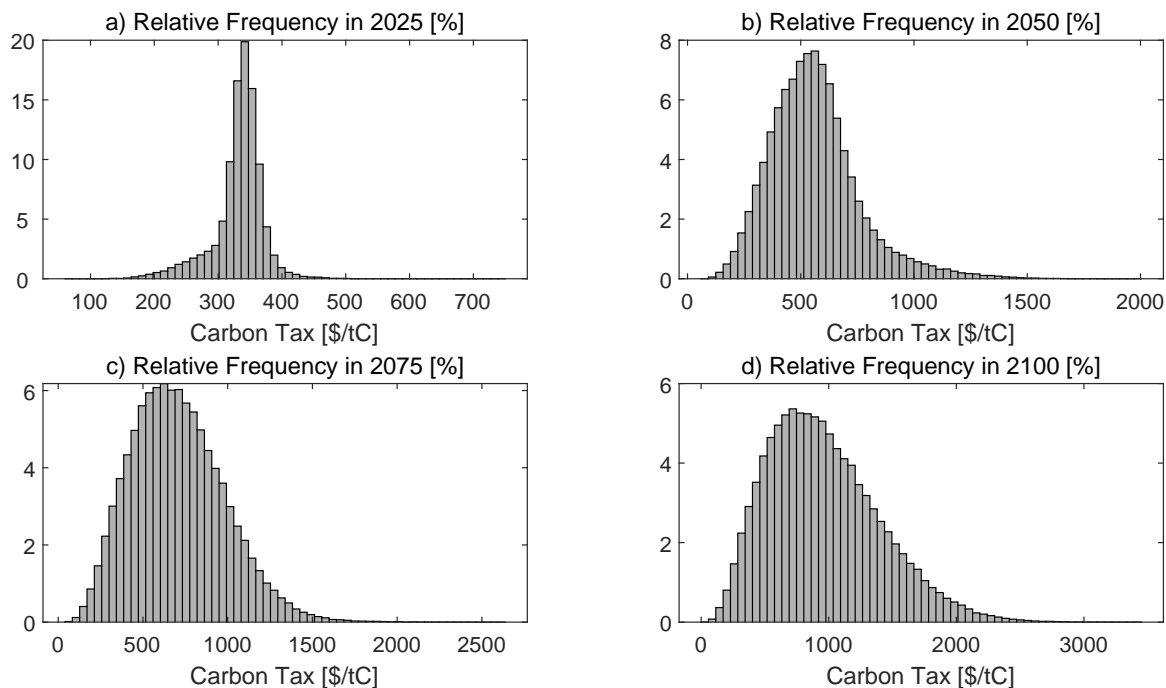 a) Relative Frequency in 2025 [%]
20
15
10
5
0
100 200 300 400 500 600 700
Carbon Tax [$/tC]
b) Relative Frequency in 2050 [%]
8
6
4
2
0
0 500 1000 1500 2000
Carbon Tax [$/tC]
c) Relative Frequency in 2075 [%]
6
4
2
0
0 500 1000 1500 2000 2500
Carbon Tax [$/tC]
d) Relative Frequency in 2100 [%]
6
4
2
0
0 1000 2000 3000
Carbon Tax [$/tC]